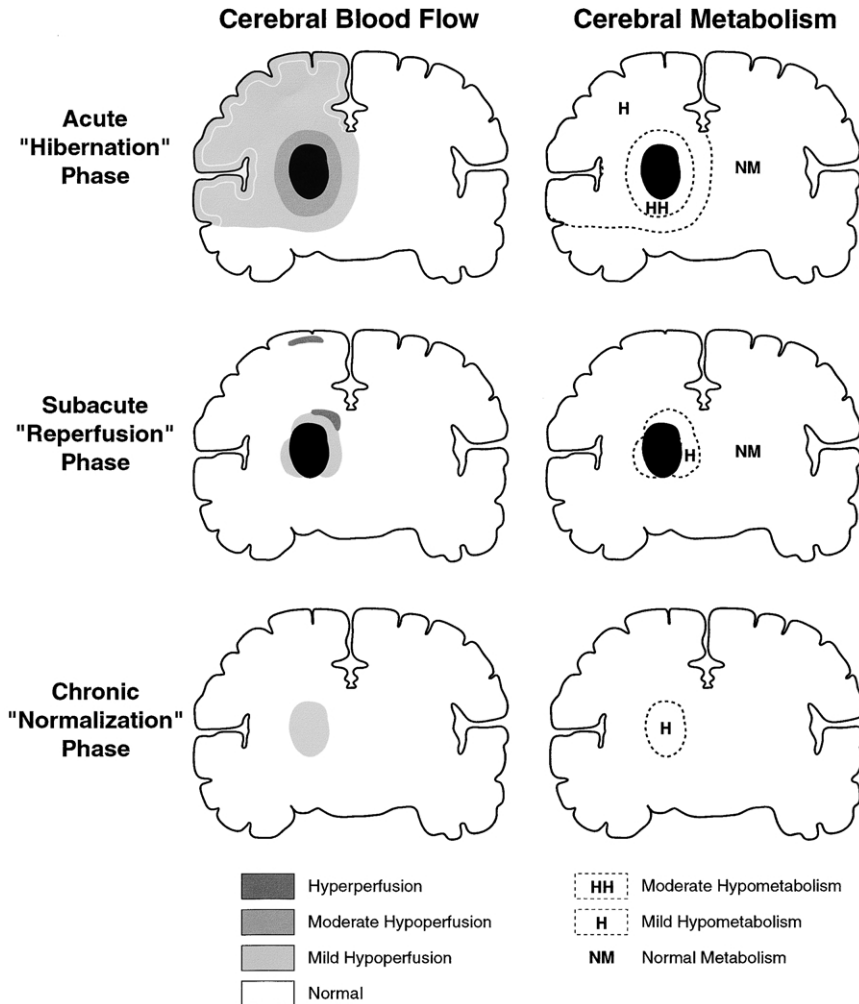 Cerebral Blood Flow
Cerebral Metabolism
Acute
"Hibernation"
Phase
H
NM
HH
Subacute
"Reperfusion"
Phase
H
NM
Chronic
"Normalization"
Phase
H
Hyperperfusion
Moderate Hypoperfusion
Mild Hypoperfusion
Normal
HH Moderate Hypometabolism
H Mild Hypometabolism
NM Normal Metabolism